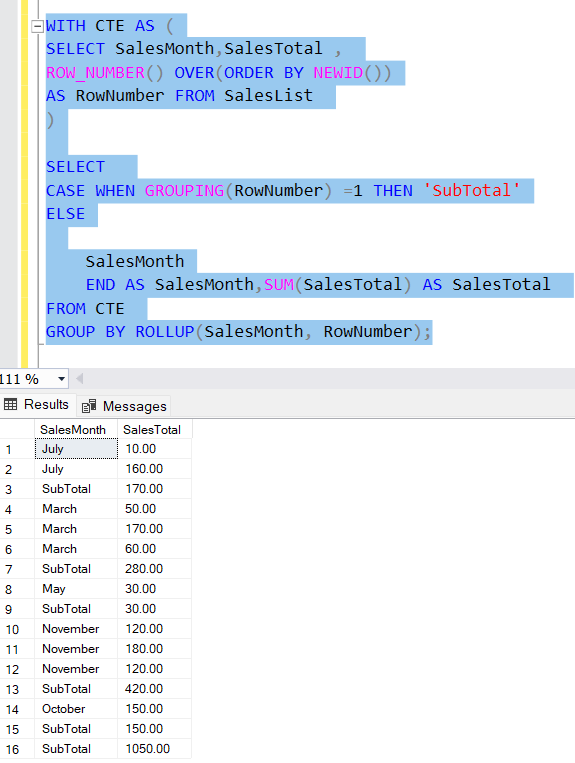 WITH CTE AS (
SELECT SalesMonth,SalesTotal ,
ROW_NUMBER() OVER(ORDER BY NEWID())
AS RowNumber FROM SalesList
)
SELECT
CASE WHEN GROUPING(RowNumber) =1 THEN 'SubTotal'
ELSE
SalesMonth
END AS SalesMonth,SUM(SalesTotal) AS SalesTotal
FROM CTE
GROUP BY ROLLUP(SalesMonth, RowNumber);
111 %
Results Messages
SalesMonth SalesTotal
1 July 10.00
2 July 160.00
3 SubTotal 170.00
4 March 50.00
5 March 170.00
6 March 60.00
7 SubTotal 280.00
8 May 30.00
9 SubTotal 30.00
10 November 120.00
11 November 180.00
12 November 120.00
13 SubTotal 420.00
14 October 150.00
15 SubTotal 150.00
16 SubTotal 1050.00